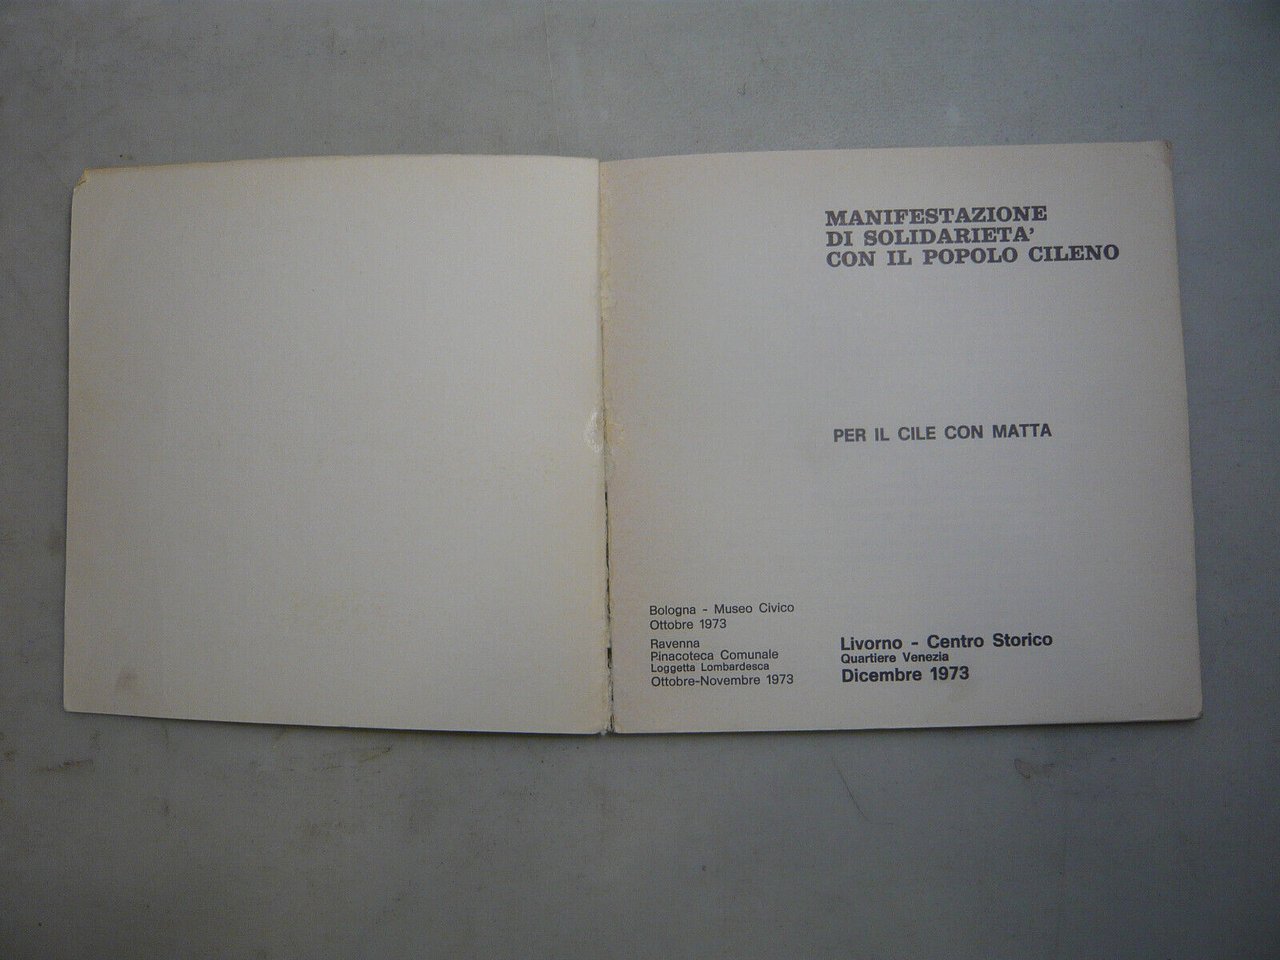 MANIFESTAZIONE
DI SOLIDARIETA'
CON IL POPOLO CILENO
PER IL CILE CON MATTA
Bologna - Museo Civico
Ottobre 1973
Ravenna
Pinacoteca Comunale
Loggetta Lombardesca
Ottobre-Novembre 1973
Livorno - Centro Storico
Quartiere Venezia
Dicembre 1973